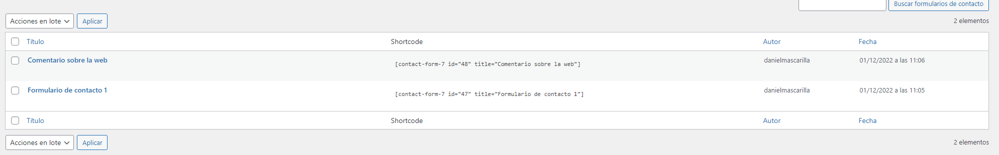 Buscar formularios de contacto
Acciones en lote Aplicar 2 elementos
Título Shortcode Autor Fecha
Comentario sobre la web [contact-form-7 id="48" title="Comentario sobre la web"] danielmascarilla 01/12/2022 a las 11:06
Formulario de contacto 1 [contact-form-7 id="47" title="Formulario de contacto 1"] danielmascarilla 01/12/2022 a las 11:05
Título Shortcode Autor Fecha
Acciones en lote Aplicar 2 elementos